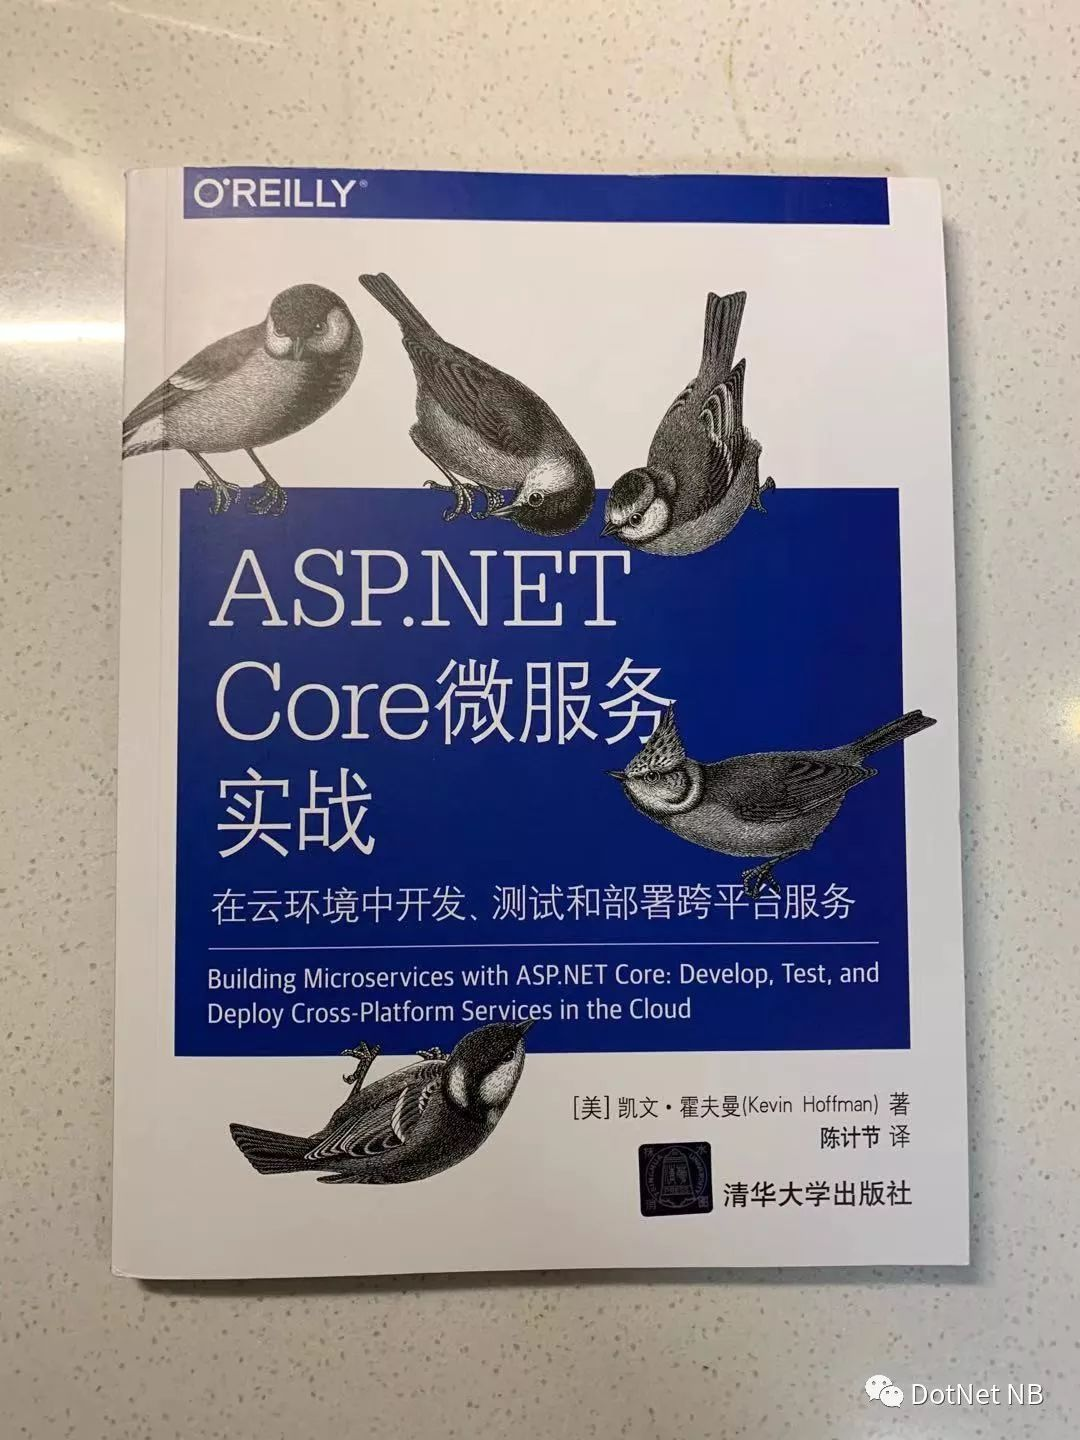 O'REILLY®
ASP.NET
Core微服务
实战
在云环境中开发、测试和部署跨平台服务
Building Microservices with ASP.NET Core: Develop, Test, and
Deploy Cross-Platform Services in the Cloud
[美] 凯文·霍夫曼(Kevin Hoffman) 著
陈计节 译
清华大学出版社
DotNet NB